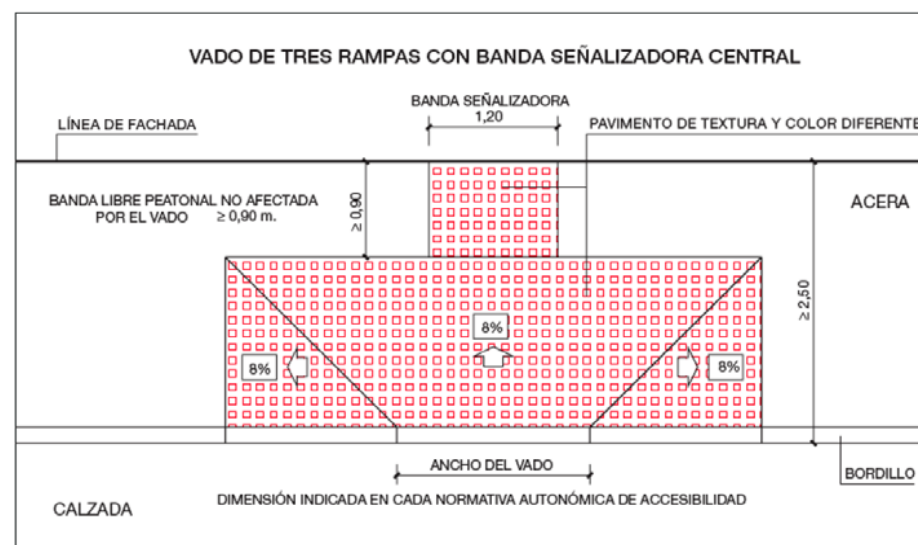 VADO DE TRES RAMPAS CON BANDA SEÑALIZADORA CENTRAL
BANDA SEÑALIZADORA
1,20
LÍNEA DE FACHADA
PAVIMENTO DE TEXTURA Y COLOR DIFERENTE
BANDA LIBRE PEATONAL NO AFECTADA
POR EL VADO ≥ 0,90 m.
≥ 0,90
ACERA
≥ 2,50
8%
8%
8%
ANCHO DEL VADO
BORDILLO
DIMENSIÓN INDICADA EN CADA NORMATIVA AUTONÓMICA DE ACCESIBILIDAD
CALZADA